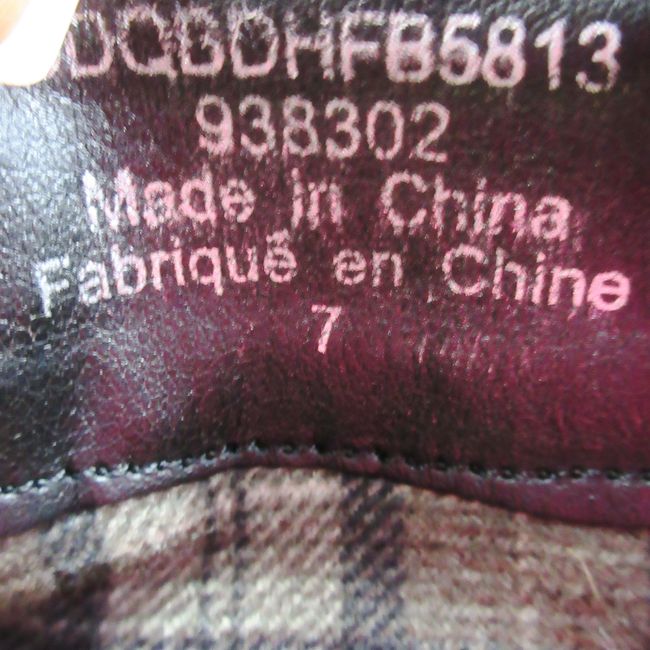 DQBDHFB5813
938302
Made in China
Fabriqué en Chine
7